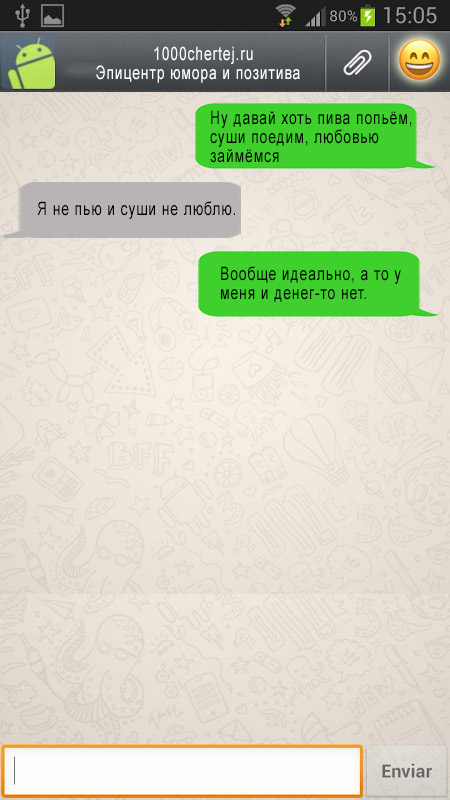 80% 15:05
1000chertej.ru
Эпицентр юмора и позитива
Ну давай хоть пива попьём,
суши поедим, любовью
займёмся
Я не пью и суши не люблю.
Вообще идеально, а то у
меня и денег-то нет.
BFF
Enviar